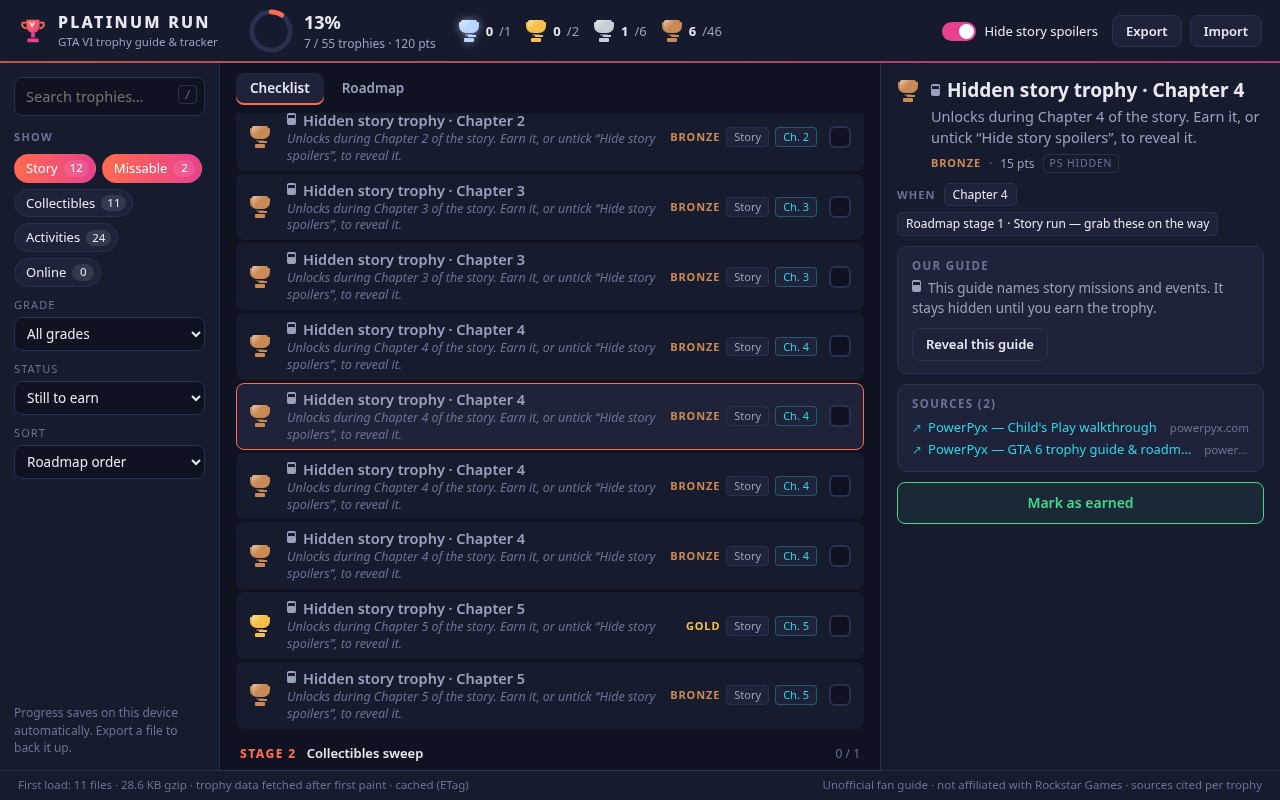 PLATINUM RUN
GTA VI trophy guide & tracker
13%
7 / 55 trophies · 120 pts
0 /1
0 /2
1 /6
6 /46
Hide story spoilers
Export
Import
Search trophies…
/
SHOW
Story 12
Missable 2
Collectibles 11
Activities 24
Online 0
GRADE
All grades
STATUS
Still to earn
SORT
Roadmap order
Progress saves on this device
automatically. Export a file to
back it up.
Checklist
Roadmap
Hidden story trophy · Chapter 2
Unlocks during Chapter 2 of the story. Earn it, or untick “Hide story
spoilers”, to reveal it.
BRONZE Story Ch. 2
Hidden story trophy · Chapter 3
Unlocks during Chapter 3 of the story. Earn it, or untick “Hide story
spoilers”, to reveal it.
BRONZE Story Ch. 3
Hidden story trophy · Chapter 3
Unlocks during Chapter 3 of the story. Earn it, or untick “Hide story
spoilers”, to reveal it.
BRONZE Story Ch. 3
Hidden story trophy · Chapter 4
Unlocks during Chapter 4 of the story. Earn it, or untick “Hide story
spoilers”, to reveal it.
BRONZE Story Ch. 4
Hidden story trophy · Chapter 4
Unlocks during Chapter 4 of the story. Earn it, or untick “Hide story
spoilers”, to reveal it.
BRONZE Story Ch. 4
Hidden story trophy · Chapter 4
Unlocks during Chapter 4 of the story. Earn it, or untick “Hide story
spoilers”, to reveal it.
BRONZE Story Ch. 4
Hidden story trophy · Chapter 4
Unlocks during Chapter 4 of the story. Earn it, or untick “Hide story
spoilers”, to reveal it.
BRONZE Story Ch. 4
Hidden story trophy · Chapter 5
Unlocks during Chapter 5 of the story. Earn it, or untick “Hide story
spoilers”, to reveal it.
GOLD Story Ch. 5
Hidden story trophy · Chapter 5
Unlocks during Chapter 5 of the story. Earn it, or untick “Hide story
spoilers”, to reveal it.
BRONZE Story Ch. 5
STAGE 2 Collectibles sweep 0 / 1
Hidden story trophy · Chapter 4
Unlocks during Chapter 4 of the story. Earn it, or
untick “Hide story spoilers”, to reveal it.
BRONZE · 15 pts PS HIDDEN
WHEN Chapter 4
Roadmap stage 1 · Story run — grab these on the way
OUR GUIDE
This guide names story missions and events. It
stays hidden until you earn the trophy.
Reveal this guide
SOURCES (2)
↗ PowerPyx — Child's Play walkthrough powerpyx.com
↗ PowerPyx — GTA 6 trophy guide & roadm… power…
Mark as earned
First load: 11 files · 28.6 KB gzip · trophy data fetched after first paint · cached (ETag)
Unofficial fan guide · not affiliated with Rockstar Games · sources cited per trophy